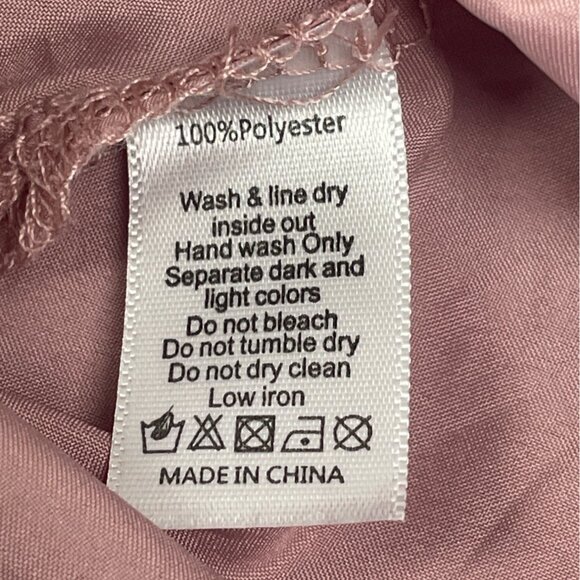 100%Polyester
Wash & line dry
inside out
Hand wash Only
Separate dark and
light colors
Do not bleach
Do not tumble dry
Do not dry clean
Low iron
MADE IN CHINA